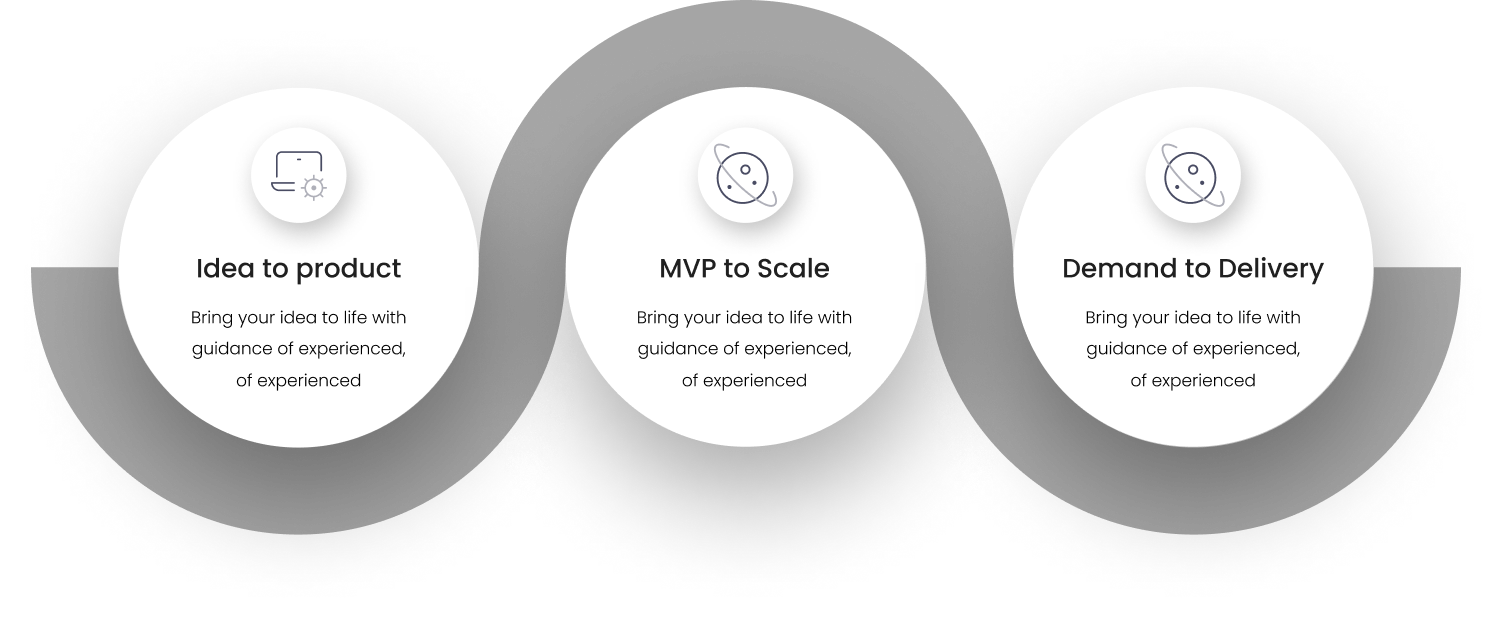 Idea to product
Bring your idea to life with
guidance of experienced,
of experienced
MVP to Scale
Bring your idea to life with
guidance of experienced,
of experienced
Demand to Delivery
Bring your idea to life with
guidance of experienced,
of experienced